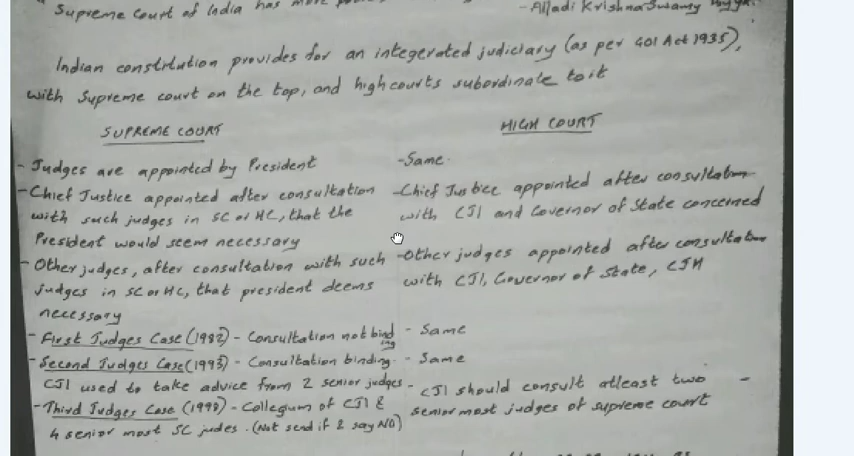 Supreme Court of India has more
- Alladi Krishna Swamy
Indian constitution provides for an integerated judiciary (as per GOI Act 1935),
with Supreme court on the top, and high courts subordinate to it
SUPREME COURT
- Judges are appointed by President
- Chief Justice appointed after consultation
with such judges in SC or HC, that the
President would seem necessary
- Other judges, after consultation with such
judges in SC or HC, that president deems
necessary
- First Judges Case (1982) - Consultation not binding
- Second Judges Case (1993) - Consultation binding.
CJI used to take advice from 2 senior judges
- Third Judges Case (1998) - Collegum of CJI &
4 senior most SC judes. (Not send if 2 say NO)
HIGH COURT
- Same.
- Chief Justice appointed after consultation
with CJI and Governor of State concerned
- Other judges appointed after consultation
with CJI, Governor of State, CJH
- Same
- Same
- CJI should consult atleast two
senior most judges of supreme court